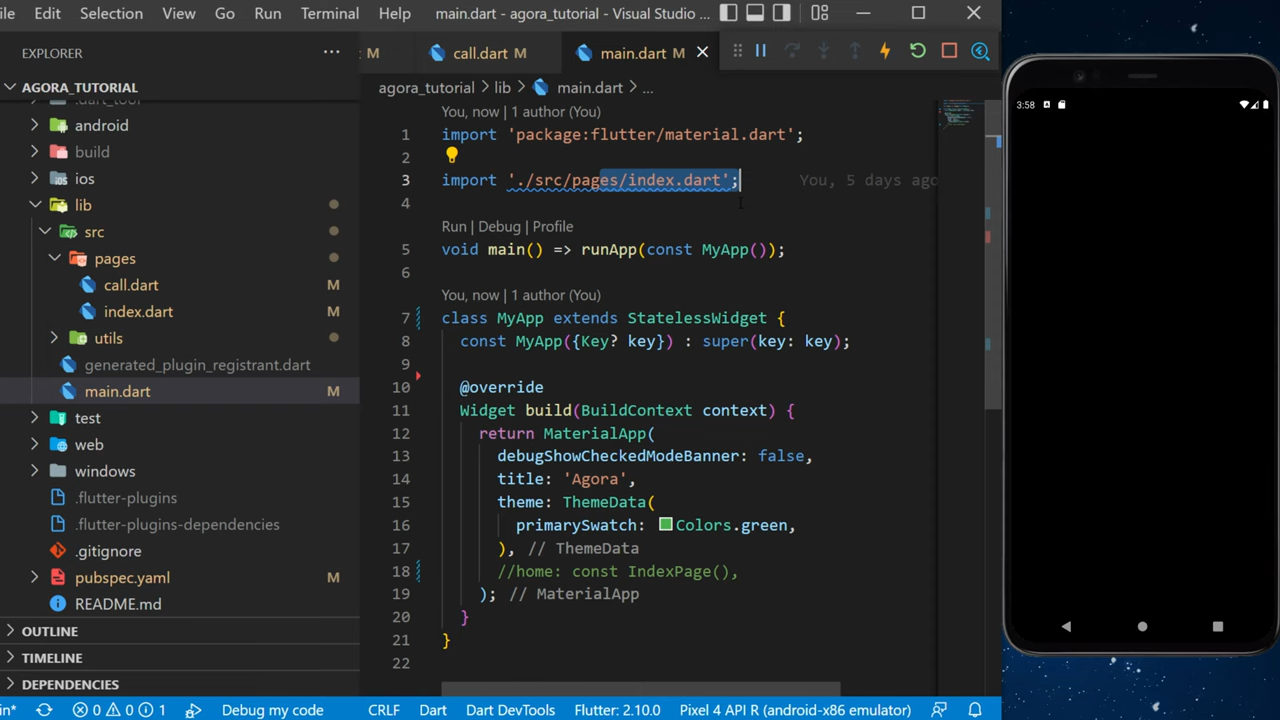 ile Edit Selection View Go Run Terminal Help main.dart - agora_tutorial - Visual Studio ...
EXPLORER ...
M call.dart M main.dart M
AGORA_TUTORIAL
.dart_tool
android
build
ios
lib
src
pages
call.dart M
index.dart M
utils
generated_plugin_registrant.dart
main.dart M
test
web
windows
.flutter-plugins
.flutter-plugins-dependencies
.gitignore
pubspec.yaml M
README.md
OUTLINE
TIMELINE
DEPENDENCIES
agora_tutorial > lib > main.dart > ...
You, now | 1 author (You)
1 import 'package:flutter/material.dart';
2
3 import './src/pages/index.dart'; You, 5 days ago
4
Run | Debug | Profile
5 void main() => runApp(const MyApp());
6
You, now | 1 author (You)
7 class MyApp extends StatelessWidget {
8 const MyApp({Key? key}) : super(key: key);
9
10 @override
11 Widget build(BuildContext context) {
12 return MaterialApp(
13 debugShowCheckedModeBanner: false,
14 title: 'Agora',
15 theme: ThemeData(
16 primarySwatch: Colors.green,
17 ), // ThemeData
18 //home: const IndexPage(),
19 ); // MaterialApp
20 }
21 }
22
in* 0 0 1 Debug my code CRLF Dart Dart DevTools Flutter: 2.10.0 Pixel 4 API R (android-x86 emulator)
3:58 A